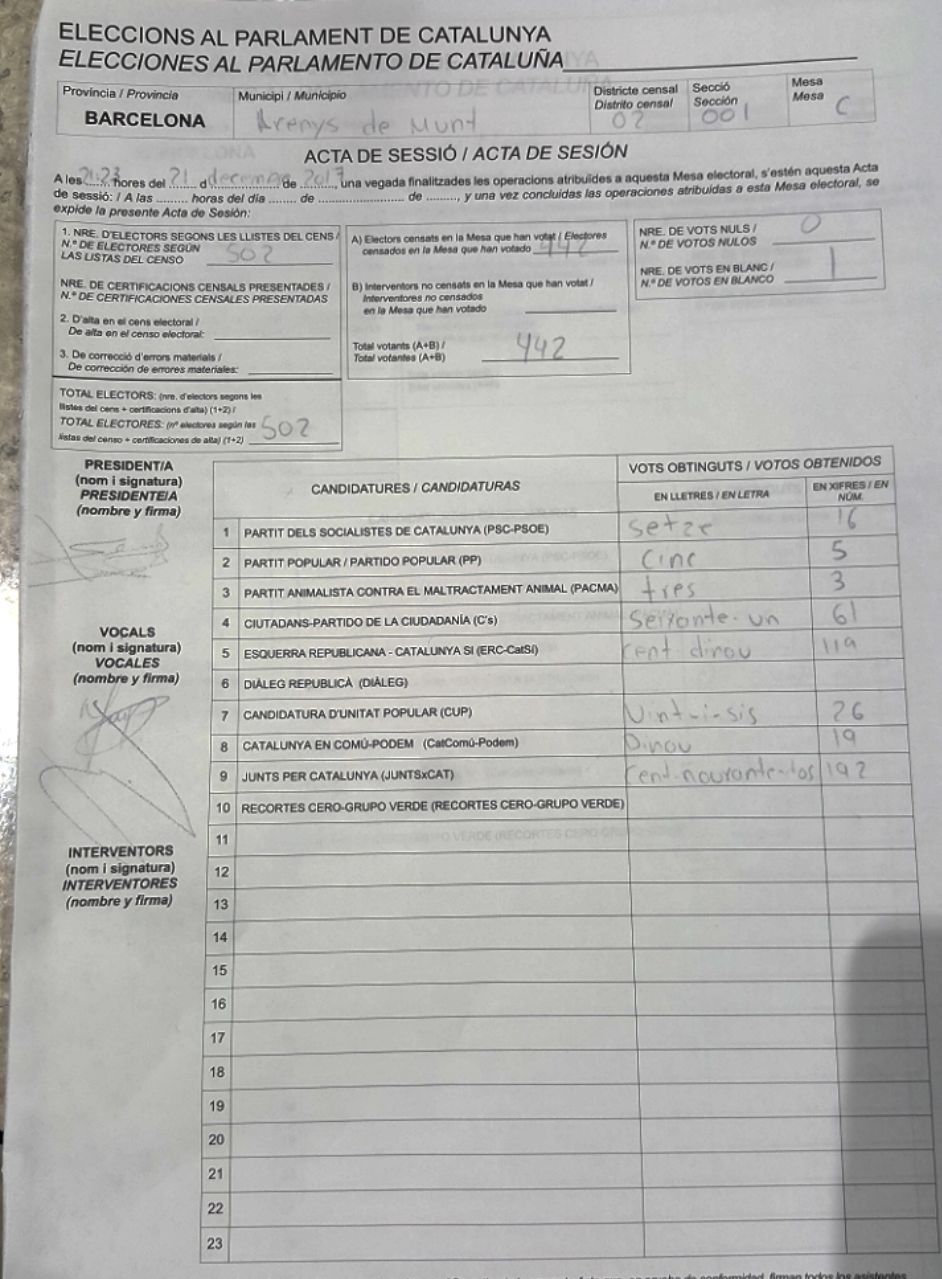 ELECCIONS AL PARLAMENT DE CATALUNYA
ELECCIONES AL PARLAMENTO DE CATALUÑA
Provincia / Provincia
BARCELONA
Municipi / Municipio
Arenys de Munt
Districte censal
Distrito censal
02
Secció
Sección
001
Mesa
Mesa
C
ACTA DE SESSIÓ / ACTA DE SESIÓN
A les 21:23 hores del 21 d decembre de 2017, una vegada finalitzades les operacions atribuïdes a aquesta Mesa electoral, s'estén aquesta Acta
de sessió: / A las ......... horas del día ........ de ........................ de ........., y una vez concluidas las operaciones atribuidas a esta Mesa electoral, se
expide la presente Acta de Sesión:
1. NRE. D'ELECTORS SEGONS LES LLISTES DEL CENS /
N.º DE ELECTORES SEGÚN
LAS LISTAS DEL CENSO 502
NRE. DE CERTIFICACIONS CENSALS PRESENTADES /
N.º DE CERTIFICACIONES CENSALES PRESENTADAS
2. D'alta en el cens electoral /
De alta en el censo electoral:
3. De correcció d'errors materials /
De corrección de errores materiales:
TOTAL ELECTORS: (nre. d'electors segons les
llistes del cens + certificacions d'alta) (1+2) /
TOTAL ELECTORES: (nº electores según las
listas del censo + certificaciones de alta) (1+2) 502
A) Electors censats en la Mesa que han votat / Electores
censados en la Mesa que han votado 442
B) Interventors no censats en la Mesa que han votat /
Interventores no censados
en la Mesa que han votado
Total votants (A+B) /
Total votantes (A+B) 442
NRE. DE VOTS NULS /
N.º DE VOTOS NULOS 0
NRE. DE VOTS EN BLANC /
N.º DE VOTOS EN BLANCO 1
PRESIDENT/A
(nom i signatura)
PRESIDENTE/A
(nombre y firma)
VOCALS
(nom i signatura)
VOCALES
(nombre y firma)
INTERVENTORS
(nom i signatura)
INTERVENTORES
(nombre y firma)
CANDIDATURES / CANDIDATURAS
VOTS OBTINGUTS / VOTOS OBTENIDOS
EN LLETRES / EN LETRA
EN XIFRES / EN
NÚM.
1 PARTIT DELS SOCIALISTES DE CATALUNYA (PSC-PSOE) Setze 16
2 PARTIT POPULAR / PARTIDO POPULAR (PP) Cinc 5
3 PARTIT ANIMALISTA CONTRA EL MALTRACTAMENT ANIMAL (PACMA) tres 3
4 CIUTADANS-PARTIDO DE LA CIUDADANÍA (C's) Seixante-un 61
5 ESQUERRA REPUBLICANA - CATALUNYA SI (ERC-CatSí) Cent dinou 119
6 DIÀLEG REPUBLICÀ (DIÀLEG)
7 CANDIDATURA D'UNITAT POPULAR (CUP) Vint-i-sis 26
8 CATALUNYA EN COMÚ-PODEM (CatComú-Podem) Dinou 19
9 JUNTS PER CATALUNYA (JUNTSxCAT) Cent-nourante-dos 192
10 RECORTES CERO-GRUPO VERDE (RECORTES CERO-GRUPO VERDE)
11
12
13
14
15
16
17
18
19
20
21
22
23